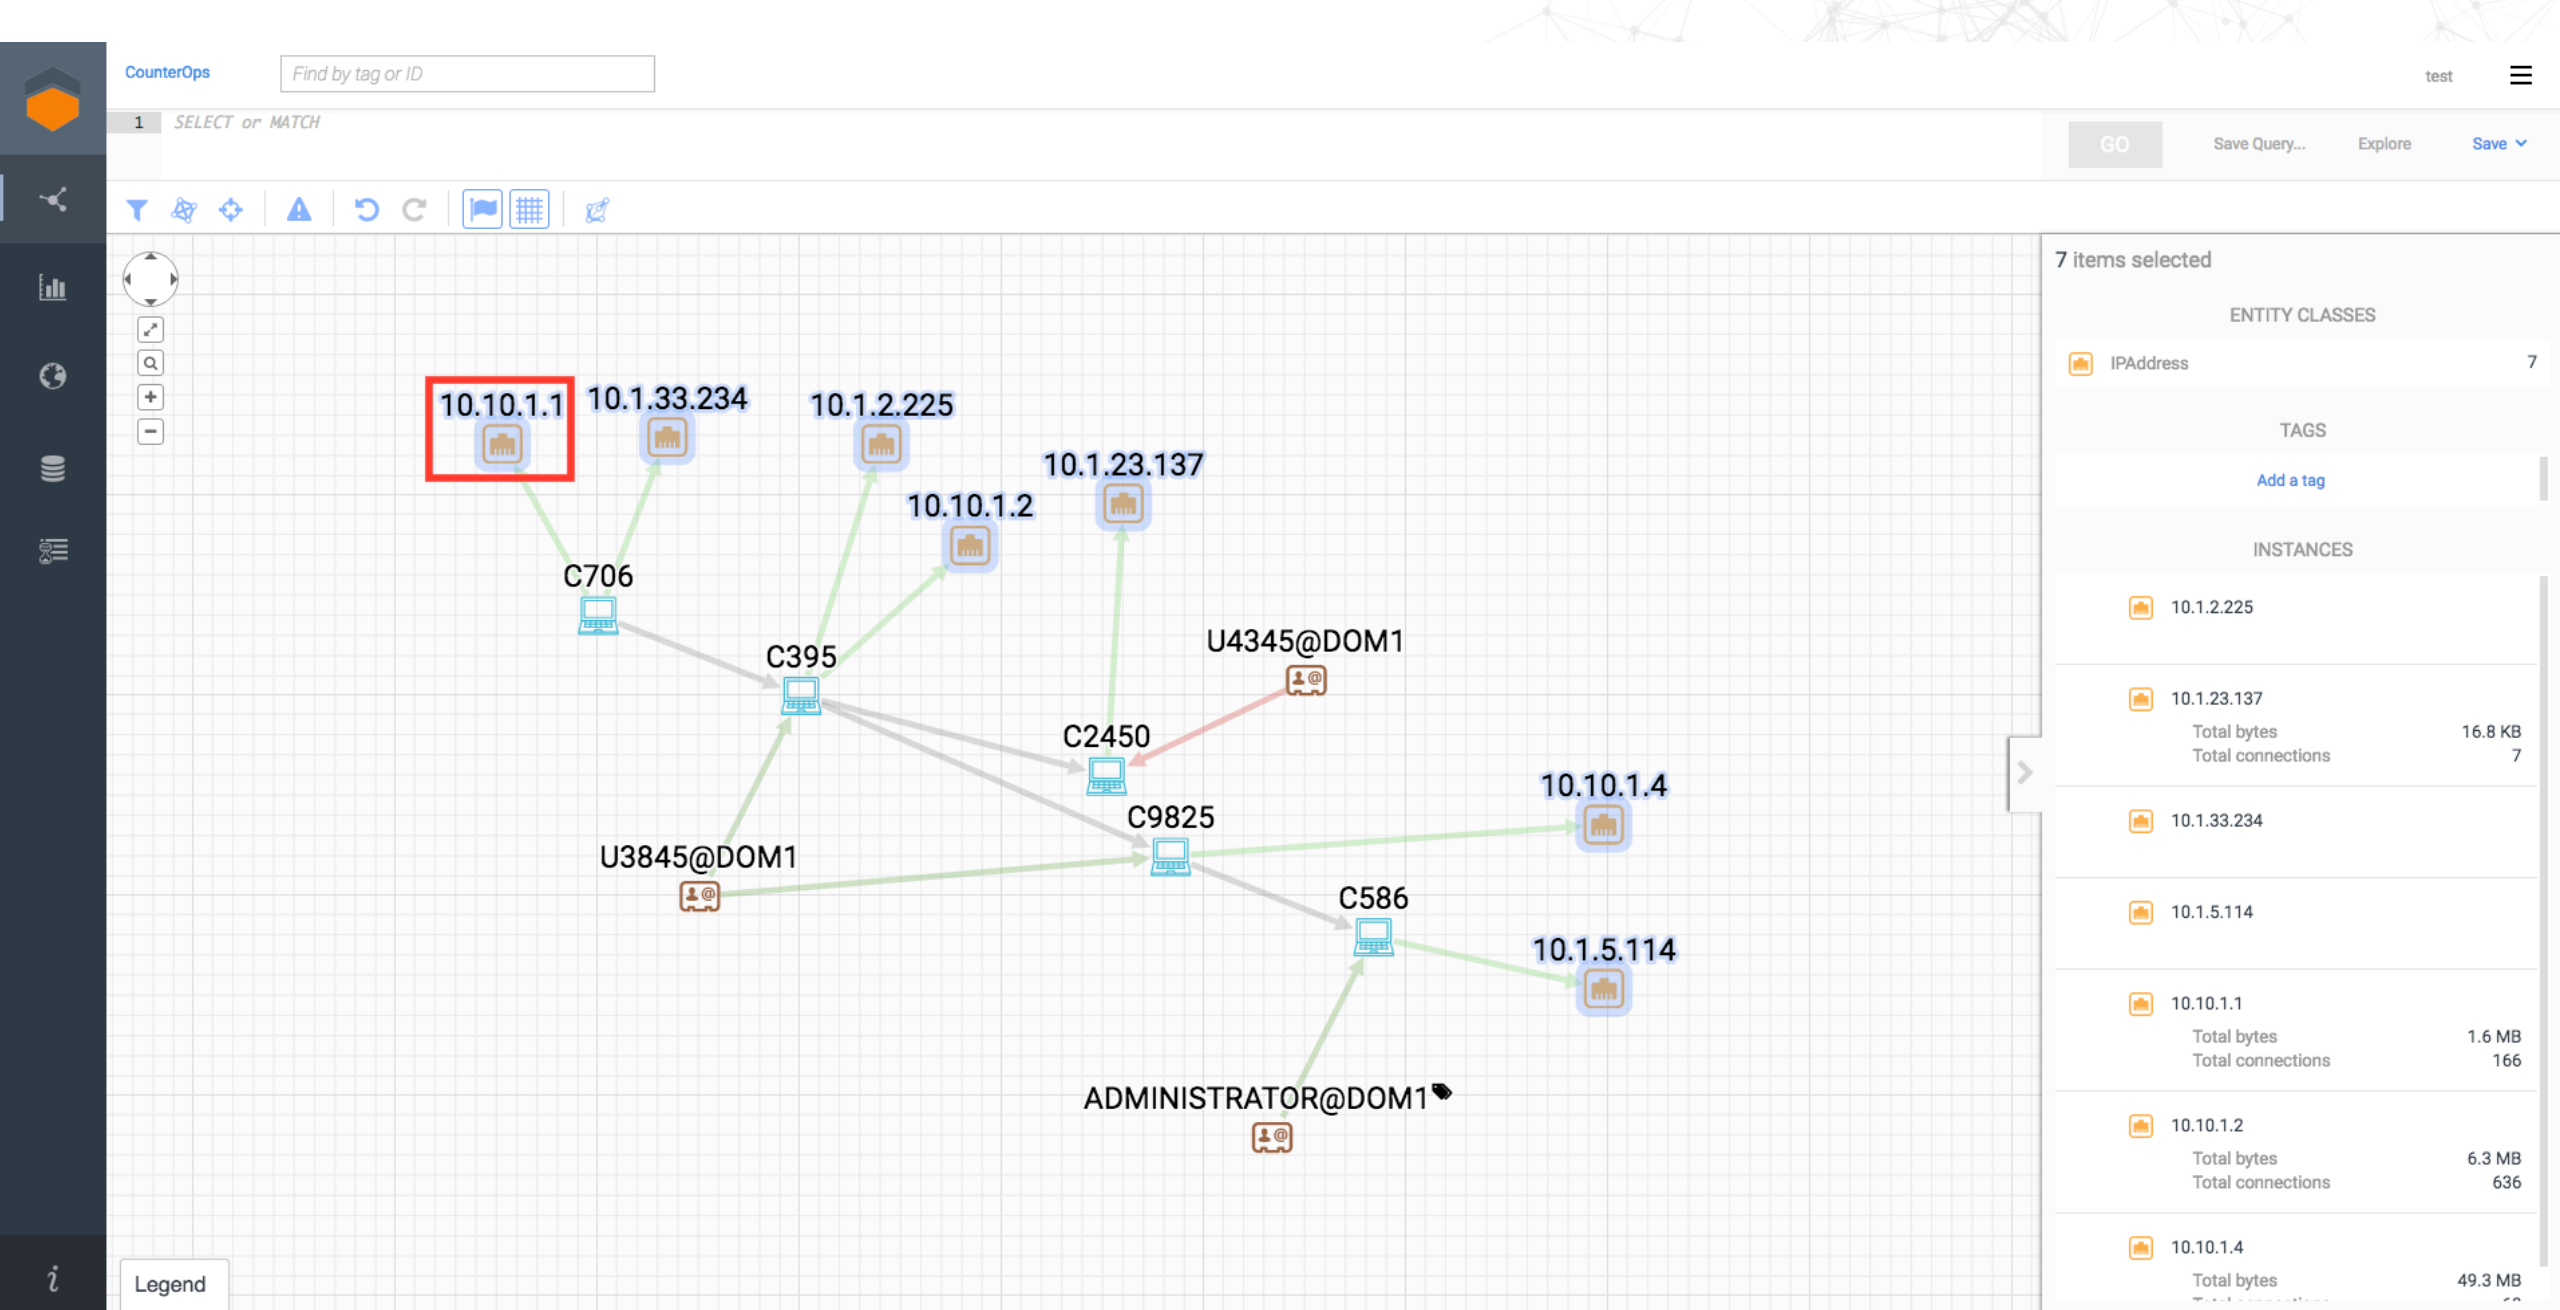 CounterOps
Find by tag or ID
test
1 SELECT or MATCH
GO
Save Query...
Explore
Save
10.10.1.1
10.1.33.234
10.1.2.225
10.1.23.137
10.10.1.2
C706
C395
U4345@DOM1
C2450
10.10.1.4
C9825
U3845@DOM1
C586
10.1.5.114
ADMINISTRATOR@DOM1
Legend
i
7 items selected
ENTITY CLASSES
IPAddress 7
TAGS
Add a tag
INSTANCES
10.1.2.225
10.1.23.137
Total bytes 16.8 KB
Total connections 7
10.1.33.234
10.1.5.114
10.10.1.1
Total bytes 1.6 MB
Total connections 166
10.10.1.2
Total bytes 6.3 MB
Total connections 636
10.10.1.4
Total bytes 49.3 MB